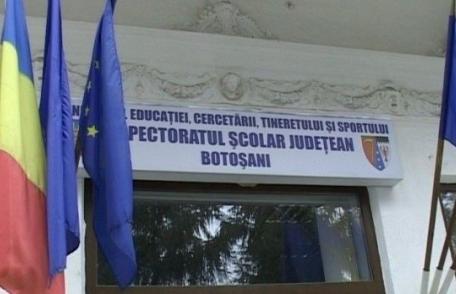 EDUCAȚIEI, CERCETĂRII, TINERETULUI ȘI SPORTULUI
PECTORATUL ȘCOLAR JUDEȚEAN
BOTOȘANI